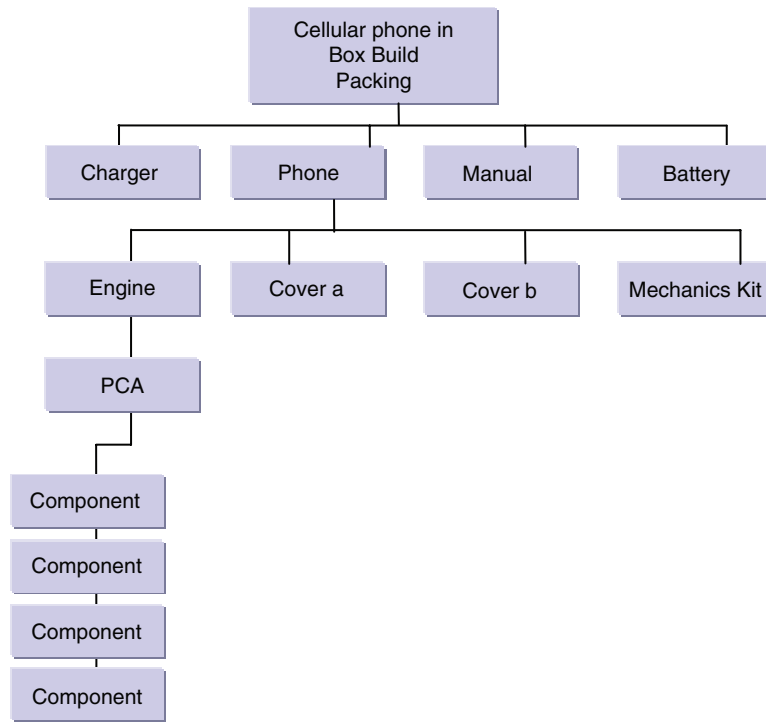 Cellular phone in
Box Build
Packing
Charger
Phone
Manual
Battery
Engine
Cover a
Cover b
Mechanics Kit
PCA
Component
Component
Component
Component